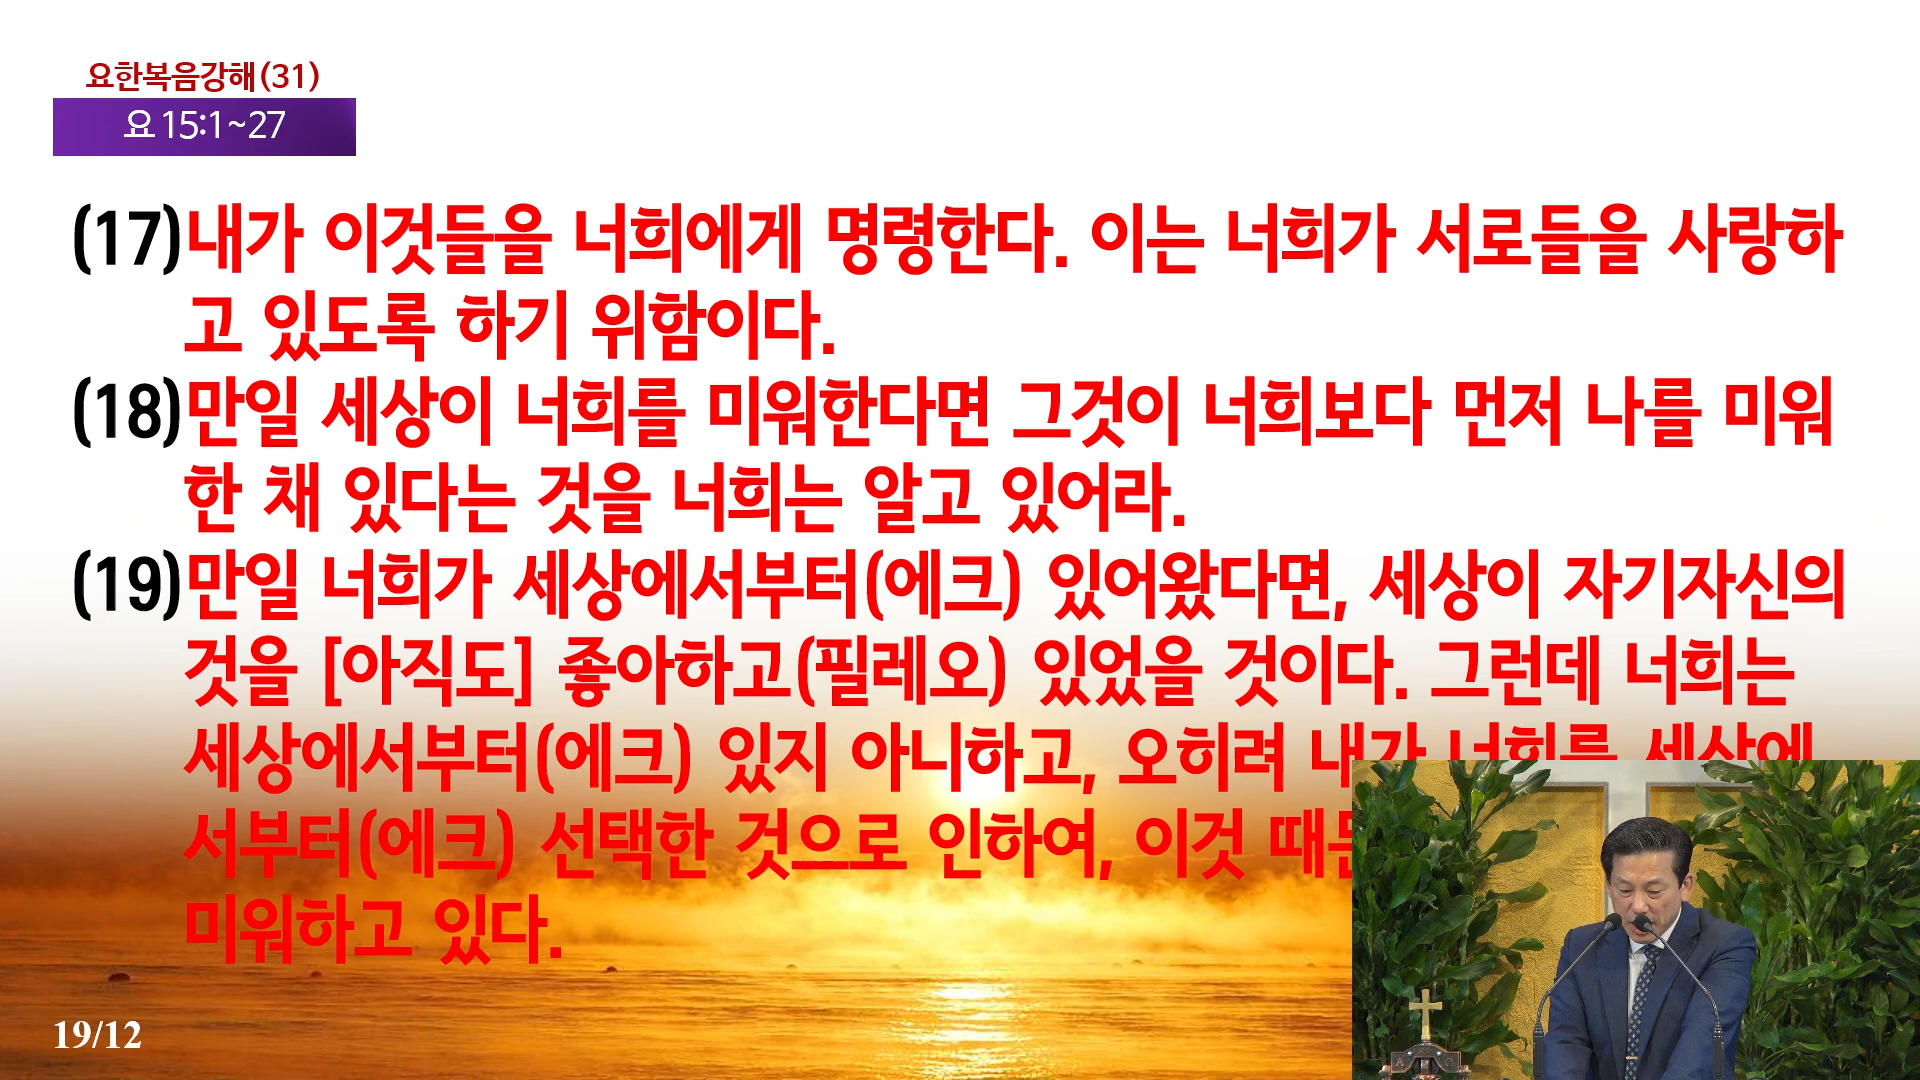 요한복음강해(31)
요 15:1~27
(17)내가 이것들을 너희에게 명령한다. 이는 너희가 서로들을 사랑하
고 있도록 하기 위함이다.
(18)만일 세상이 너희를 미워한다면 그것이 너희보다 먼저 나를 미워
한 채 있다는 것을 너희는 알고 있어라.
(19)만일 너희가 세상에서부터(에크) 있어왔다면, 세상이 자기자신의
것을 [아직도] 좋아하고(필레오) 있었을 것이다. 그런데 너희는
세상에서부터(에크) 있지 아니하고, 오히려 내가 너희를 세상에
서부터(에크) 선택한 것으로 인하여, 이것
미워하고 있다.
19/12
Α Ω